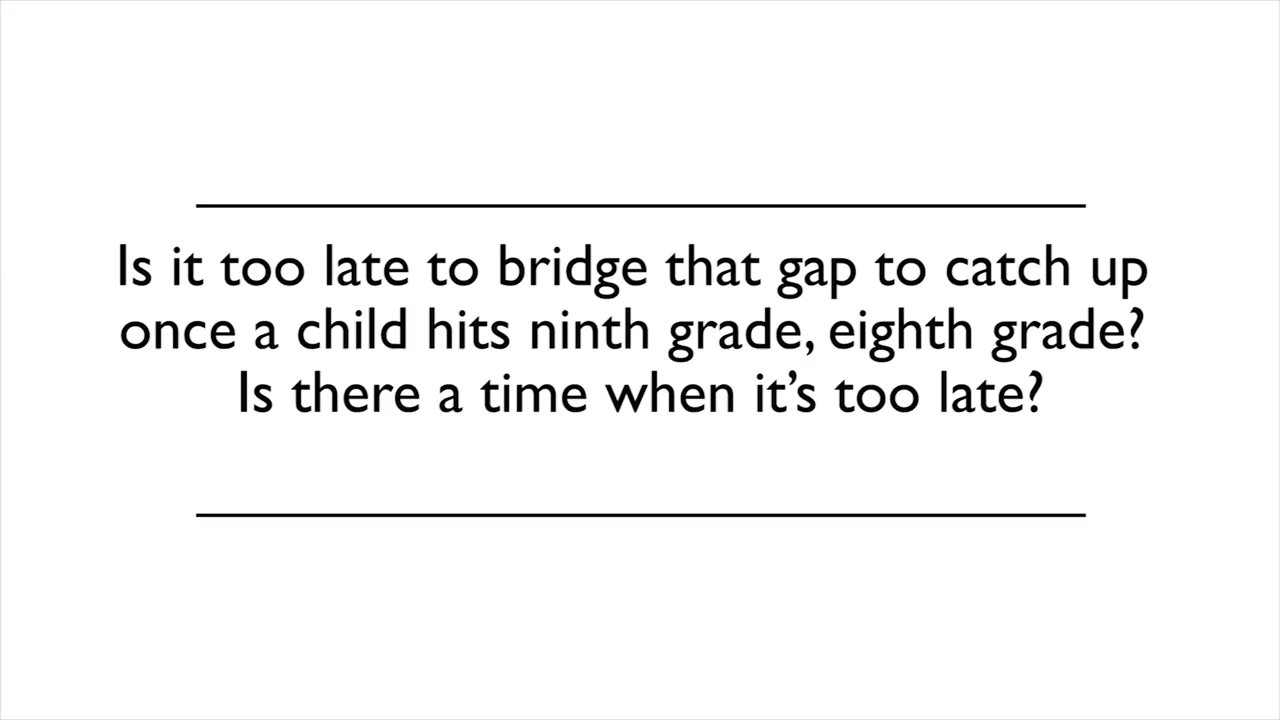 Is it too late to bridge that gap to catch up
once a child hits ninth grade, eighth grade?
Is there a time when it’s too late?